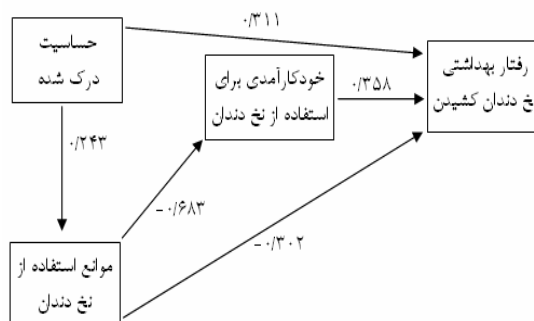 ۰/۳۱۱
حساسیت
درک شده
خودکارآمدی برای
استفاده از نخ دندان
۰/۳۵۸
رفتار بهداشتی
نخ دندان کشیدن
۰/۲۴۳
-۰/۶۸۳
-۰/۳۰۲
موانع استفاده از
نخ دندان